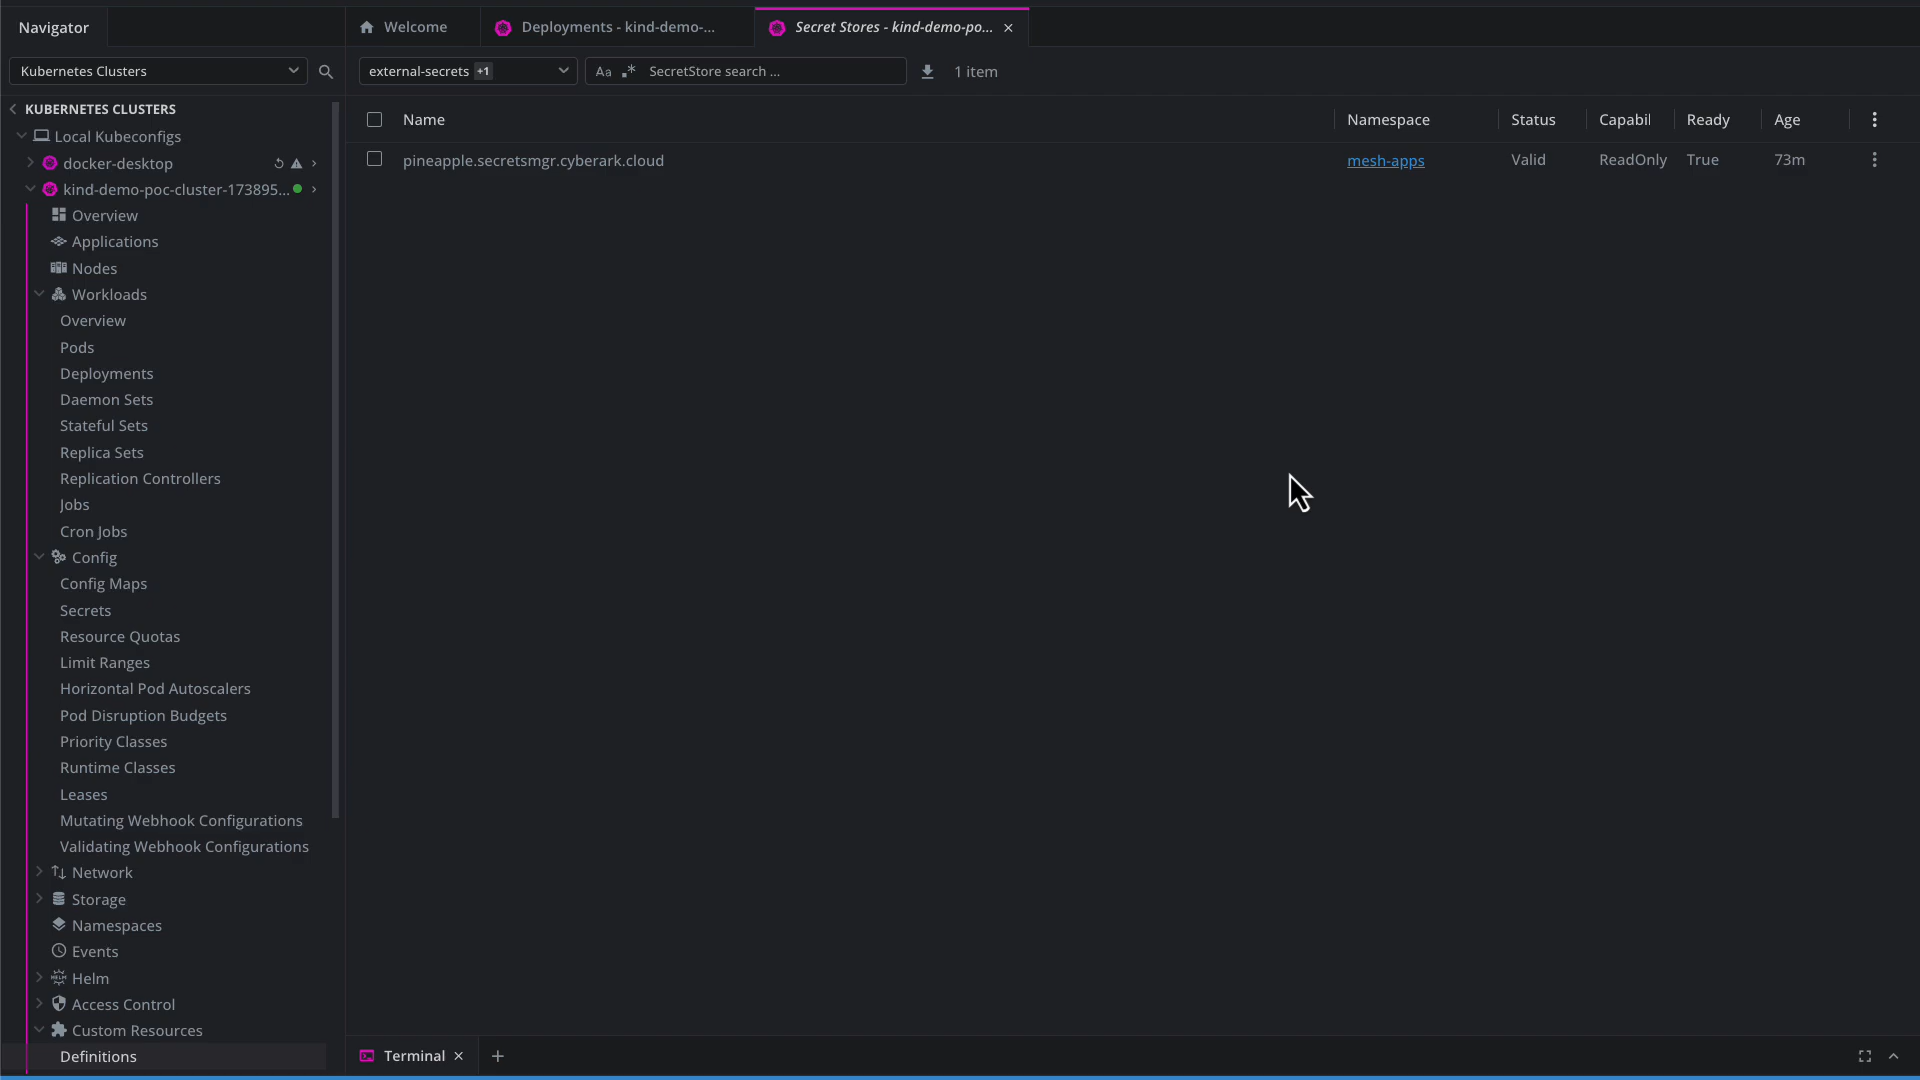 Navigator
Welcome
Deployments - kind-demo-...
Secret Stores - kind-demo-po...
Kubernetes Clusters
external-secrets +1
Aa .* SecretStore search ...
1 item
KUBERNETES CLUSTERS
Local Kubeconfigs
docker-desktop
kind-demo-poc-cluster-173895...
Overview
Applications
Nodes
Workloads
Overview
Pods
Deployments
Daemon Sets
Stateful Sets
Replica Sets
Replication Controllers
Jobs
Cron Jobs
Config
Config Maps
Secrets
Resource Quotas
Limit Ranges
Horizontal Pod Autoscalers
Pod Disruption Budgets
Priority Classes
Runtime Classes
Leases
Mutating Webhook Configurations
Validating Webhook Configurations
Network
Storage
Namespaces
Events
Helm
Access Control
Custom Resources
Definitions
Name Namespace Status Capabil Ready Age
pineapple.secretsmgr.cyberark.cloud mesh-apps Valid ReadOnly True 73m
Terminal